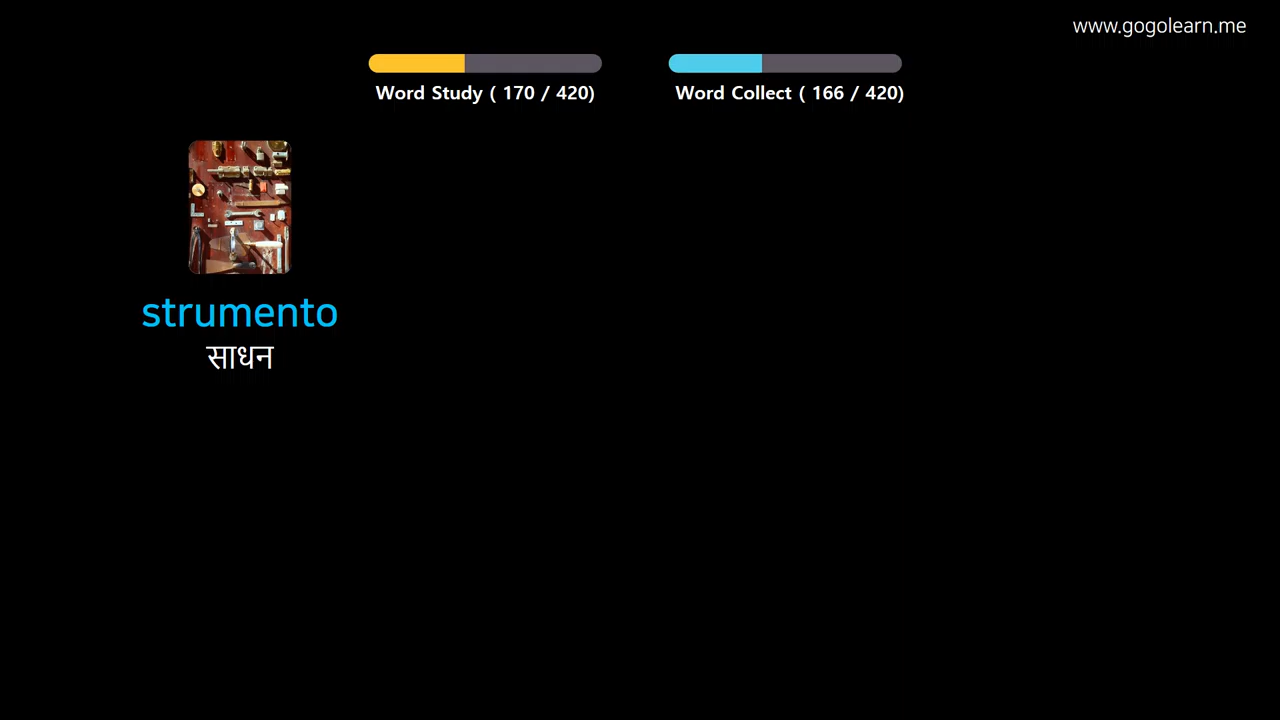 www.gogolearn.me
Word Study ( 170 / 420)
Word Collect ( 166 / 420)
strumento
साधन